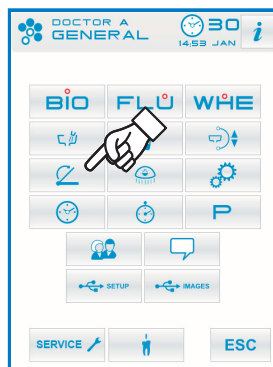 DOCTOR A 30
GENERAL
14:53 JAN i
BIO FLU WHE
P
SETUP IMAGES
SERVICE ESC